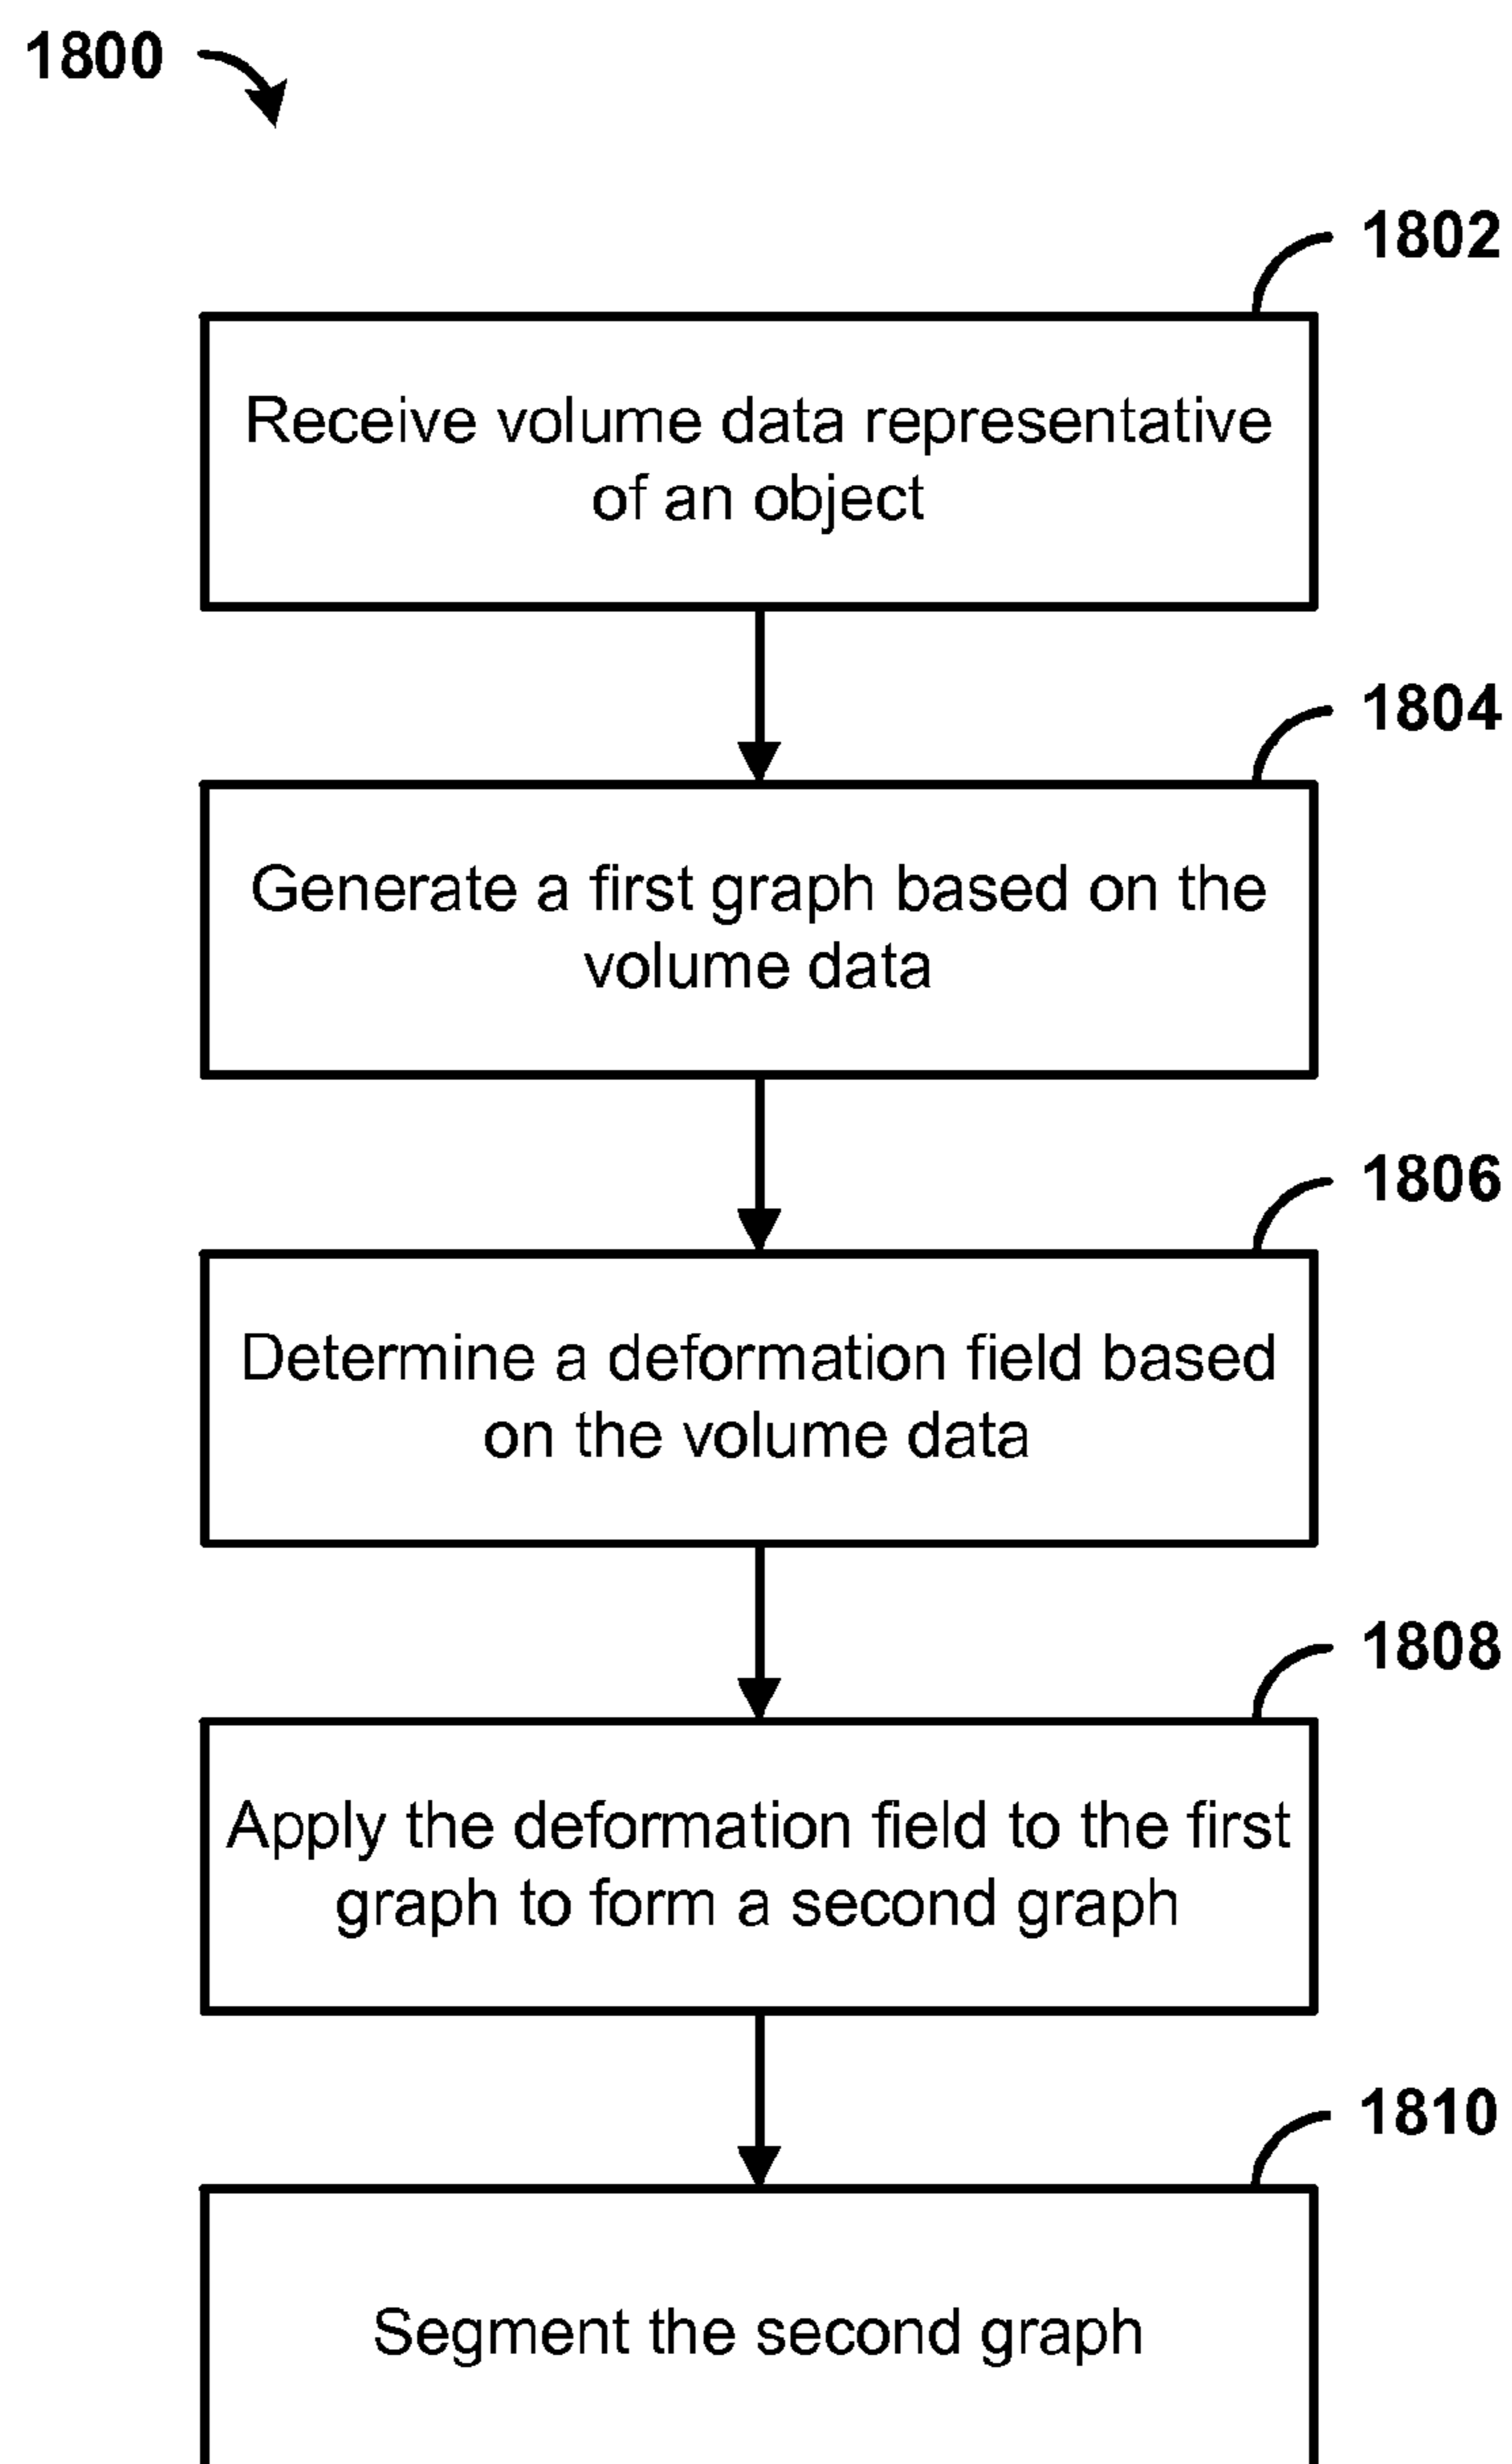 1800
1802
Receive volume data representative
of an object
1804
Generate a first graph based on the
volume data
1806
Determine a deformation field based
on the volume data
1808
Apply the deformation field to the first
graph to form a second graph
1810
Segment the second graph